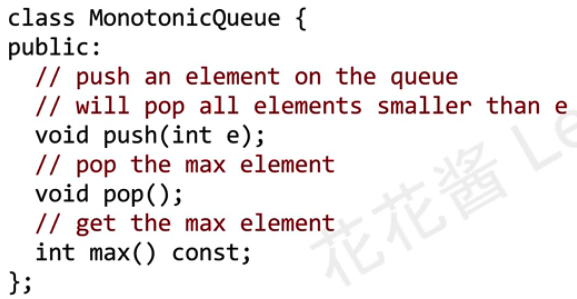 class MonotonicQueue {
public:
  // push an element on the queue
  // will pop all elements smaller than e
  void push(int e);
  // pop the max element
  void pop();
  // get the max element
  int max() const;
};
花花酱 Le